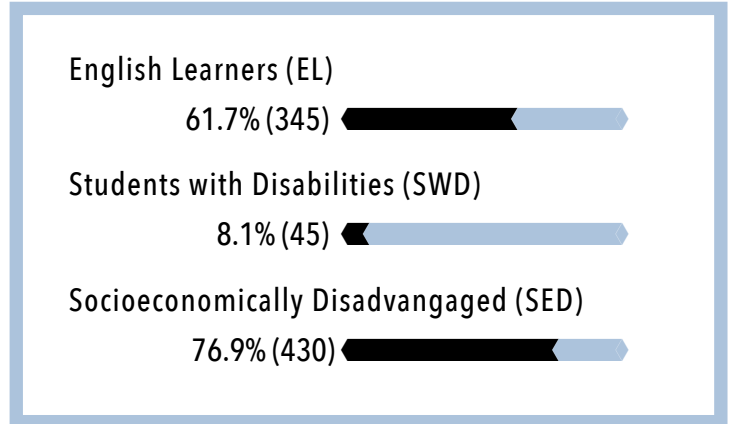 English Learners (EL)
61.7% (345)
Students with Disabilities (SWD)
8.1% (45)
Socioeconomically Disadvangaged (SED)
76.9% (430)